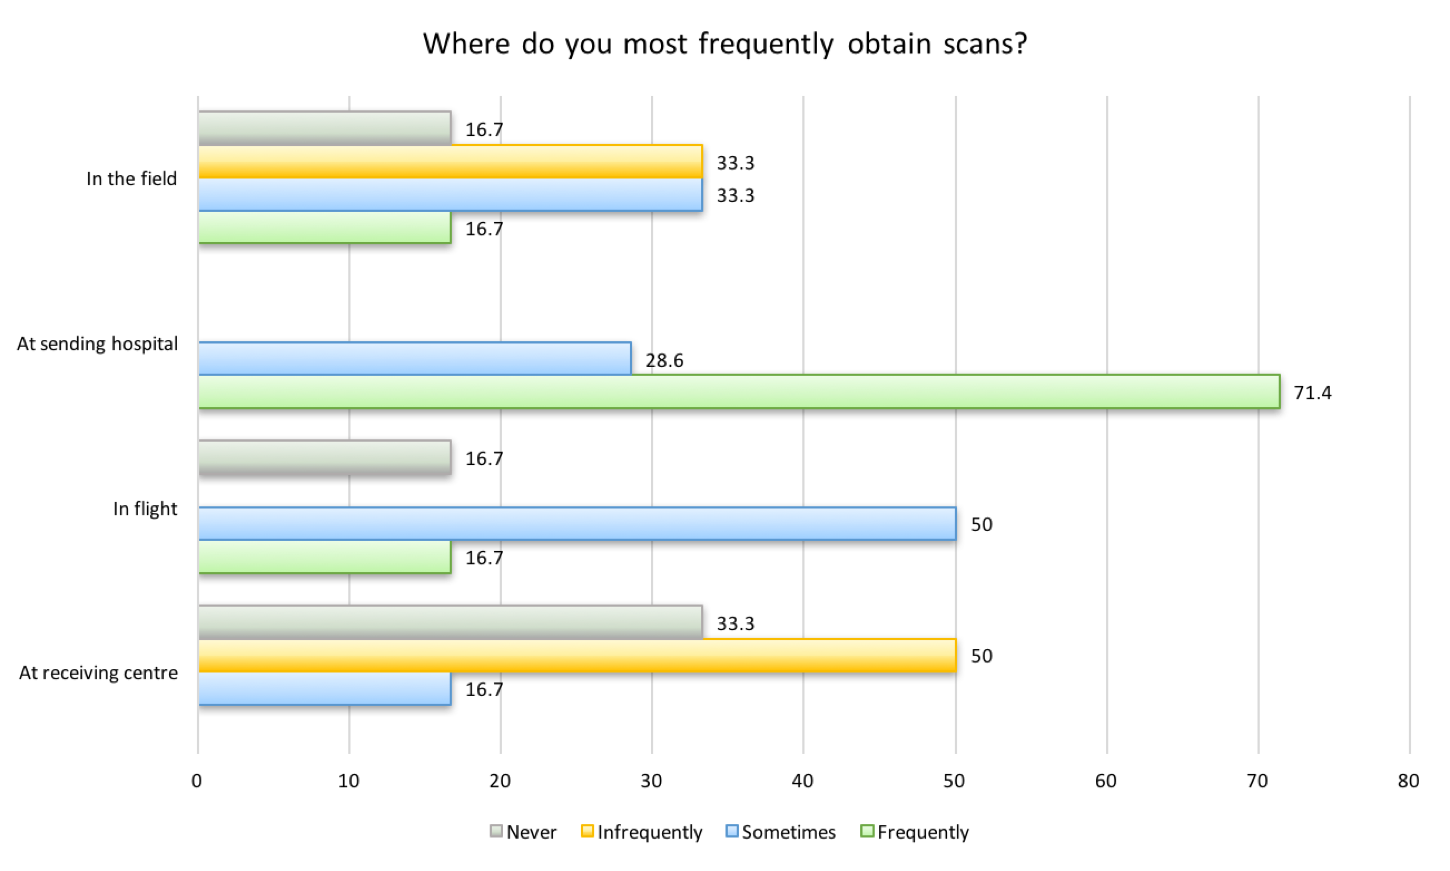 Where do you most frequently obtain scans?
16.7
In the field
33.3
33.3
16.7
At sending hospital
28.6
71.4
16.7
In flight
50
16.7
33.3
At receiving centre
50
16.7
0 10 20 30 40 50 60 70 80
Never Infrequently Sometimes Frequently